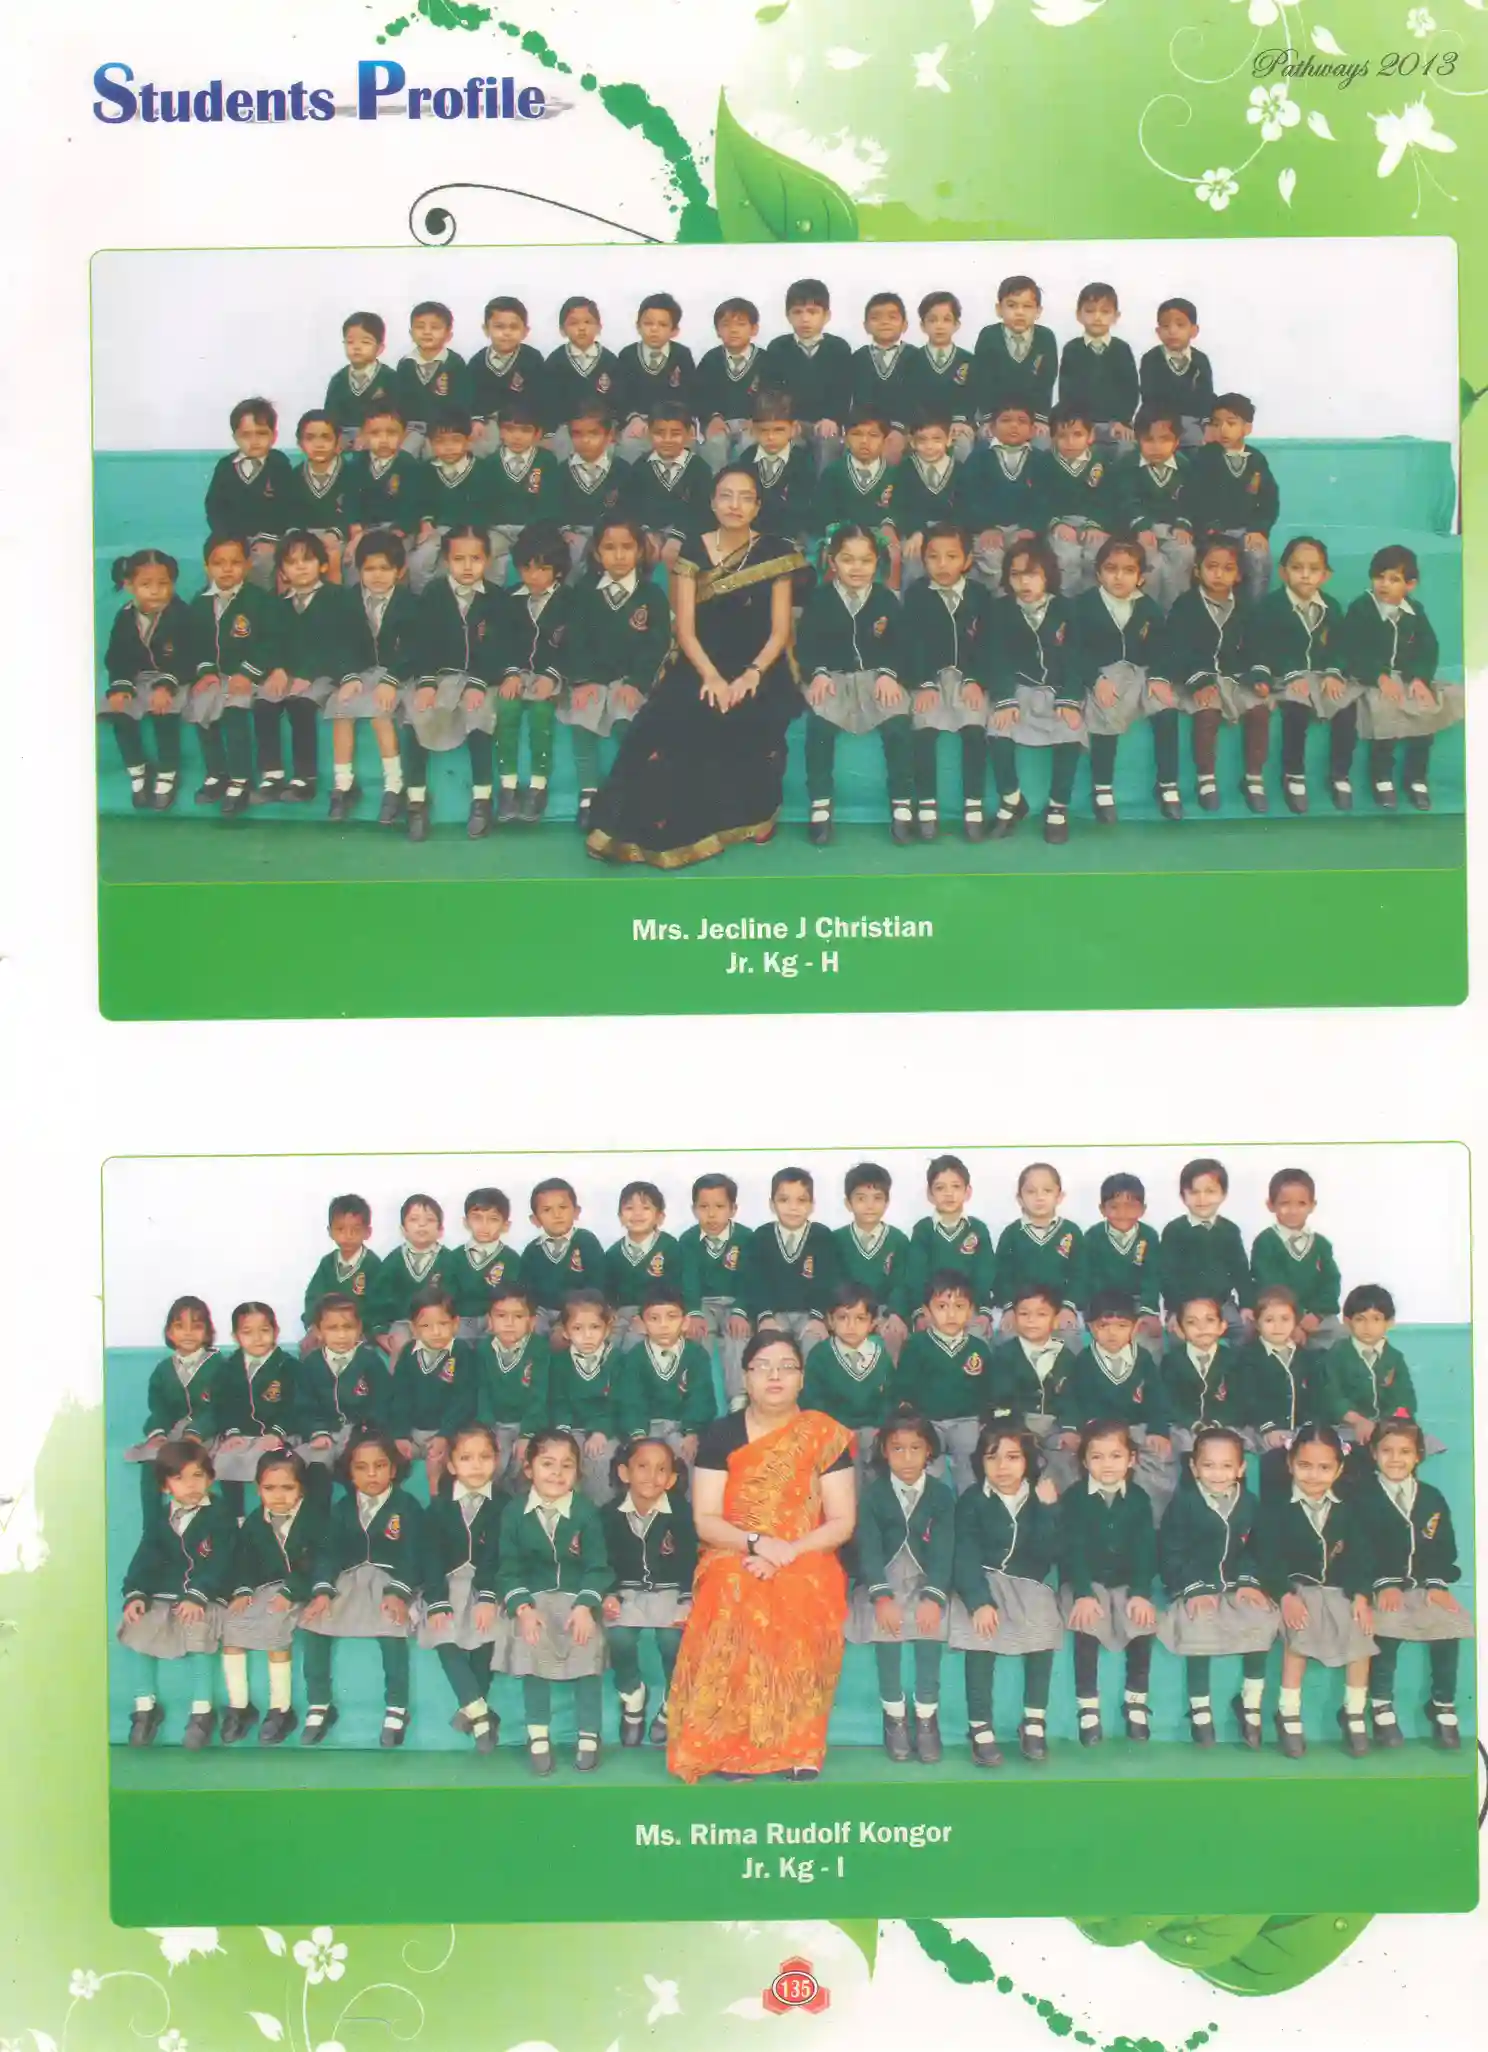 Students Profile
Pathways 2013
Mrs. Jecline J Christian
Jr. Kg - H
Ms. Rima Rudolf Kongor
Jr. Kg - I
135